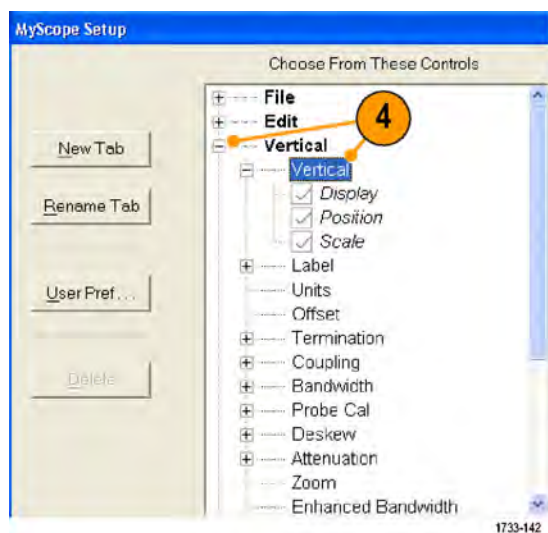 MyScope Setup
Choose From These Controls
File
Edit
4
Vertical
Vertical
Display
Position
Scale
Label
Units
Offset
Termination
Coupling
Bandwidth
Probe Cal
Deskew
Attenuation
Zoom
Enhanced Bandwidth
New Tab
Rename Tab
User Pref...
Delete
1733-142